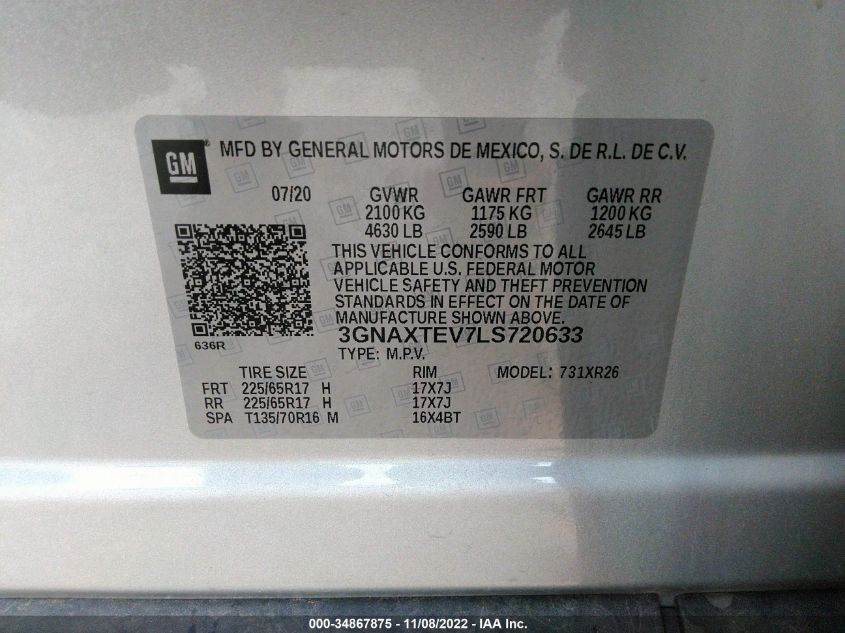 GM ® MFD BY GENERAL MOTORS DE MEXICO, S. DE R.L. DE C.V.
07/20 GVWR GAWR FRT GAWR RR
2100 KG 1175 KG 1200 KG
4630 LB 2590 LB 2645 LB
THIS VEHICLE CONFORMS TO ALL
APPLICABLE U.S. FEDERAL MOTOR
VEHICLE SAFETY AND THEFT PREVENTION
STANDARDS IN EFFECT ON THE DATE OF
MANUFACTURE SHOWN ABOVE.
3GNAXTEV7LS720633
636R
TYPE: M.P.V.
TIRE SIZE RIM MODEL: 731XR26
FRT 225/65R17 H 17X7J
RR 225/65R17 H 17X7J
SPA T135/70R16 M 16X4BT
000-34867875 - 11/08/2022 - IAA Inc.